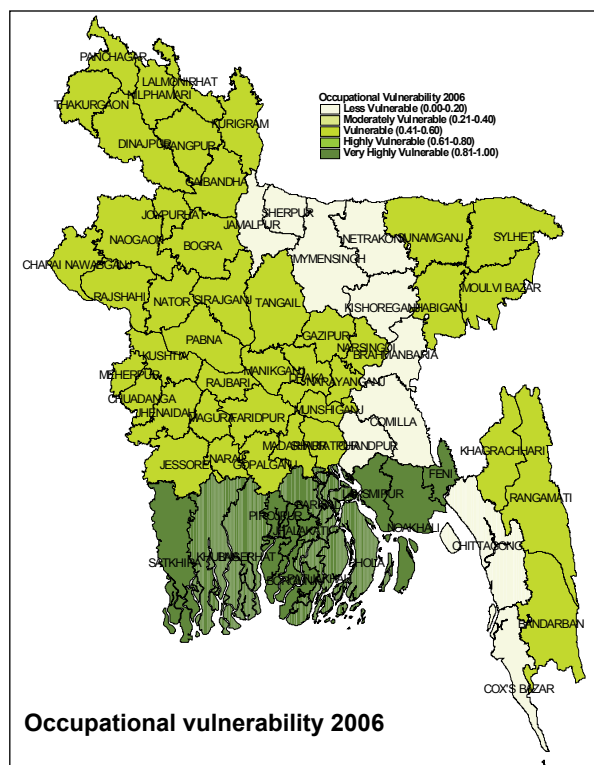 Occupational Vulnerability 2006
Less Vulnerable (0.00-0.20)
Moderately Vulnerable (0.21-0.40)
Vulnerable (0.41-0.60)
Highly Vulnerable (0.61-0.80)
Very Highly Vulnerable (0.81-1.00)
PANCHAGAR
LALMONIRHAT
NILPHAMARI
THAKURGAON
KURIGRAM
DINAJPUR
RANGPUR
GAIBANDHA
SHERPUR
JOYPURHAT
JAMALPUR
NETRAKONA
SUNAMGANJ
SYLHET
NAOGAON
BOGRA
MYMENSINGH
CHAPAI NAWABGANJ
MOULVI BAZAR
RAJSHAHI
NATOR
SIRAJGANJ
TANGAIL
KISHOREGANJ
HABIGANJ
GAZIPUR
PABNA
NARSINGDI
KUSHTIA
BRAHMANBARIA
MEHERPUR
MANIKGANJ
DHAKA
RAJBARI
NARAYANGANJ
CHUADANGA
JHENAIDAH
MUNSHIGANJ
MAGURA
FARIDPUR
COMILLA
MADARIPUR
SHARIATPUR
CHANDPUR
KHAGRACHHARI
NARAIL
JESSORE
GOPALGANJ
FENI
LAKSMIPUR
RANGAMATI
BARISAL
PIROJPUR
NOAKHALI
JHALAKATI
CHITTAGONG
KHULNA
BAGERHAT
SATKHIRA
BHOLA
BANDARBAN
COX'S BAZAR
Occupational vulnerability 2006